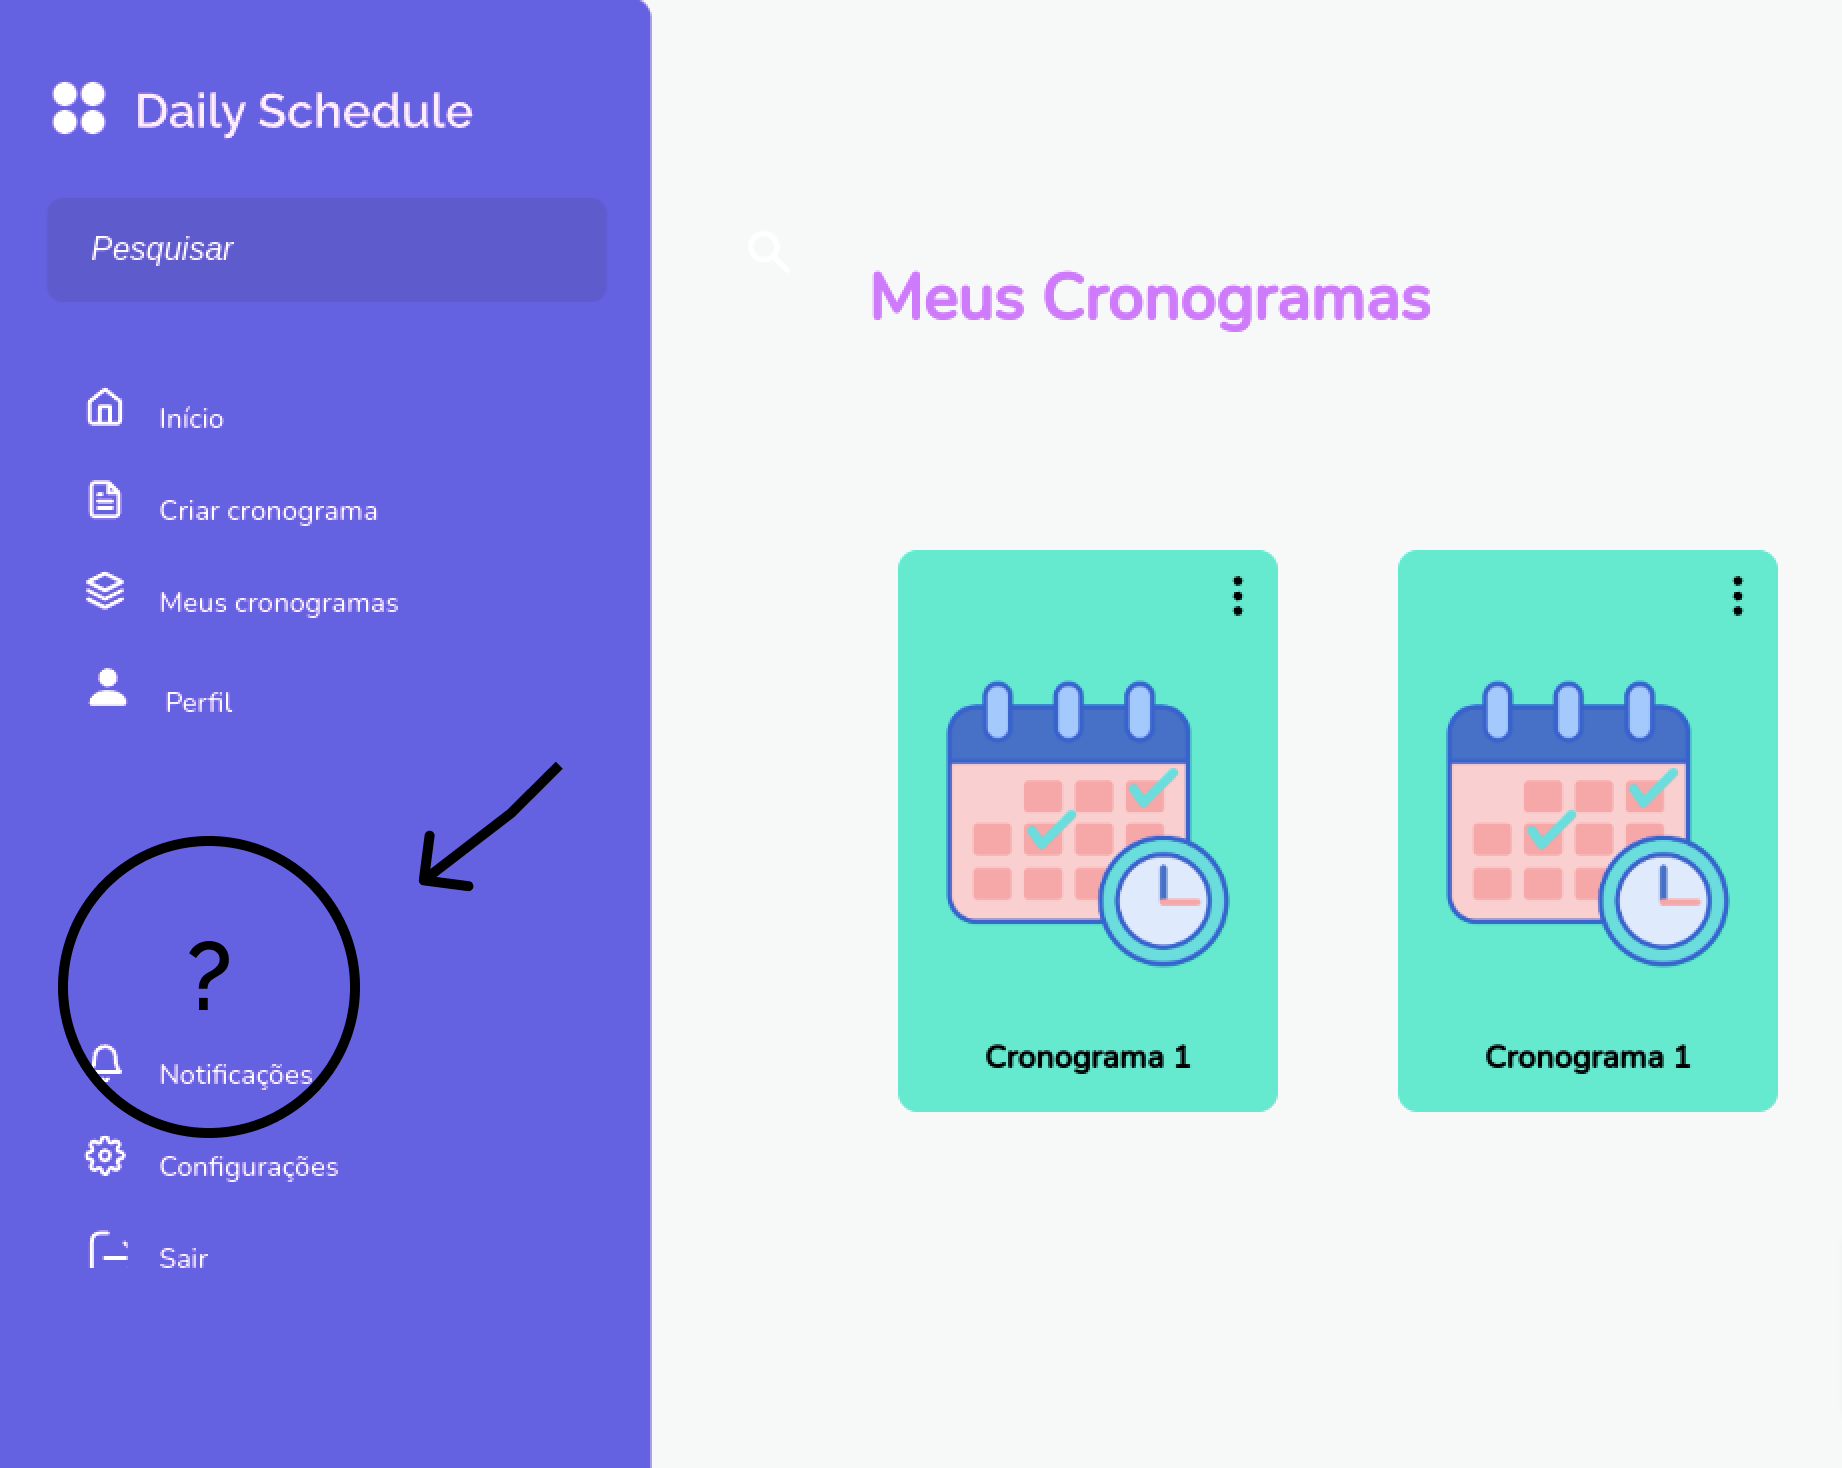 Daily Schedule
Pesquisar
Início
Criar cronograma
Meus cronogramas
Perfil
?
Notificações
Configurações
Sair
Meus Cronogramas
Cronograma 1
Cronograma 1